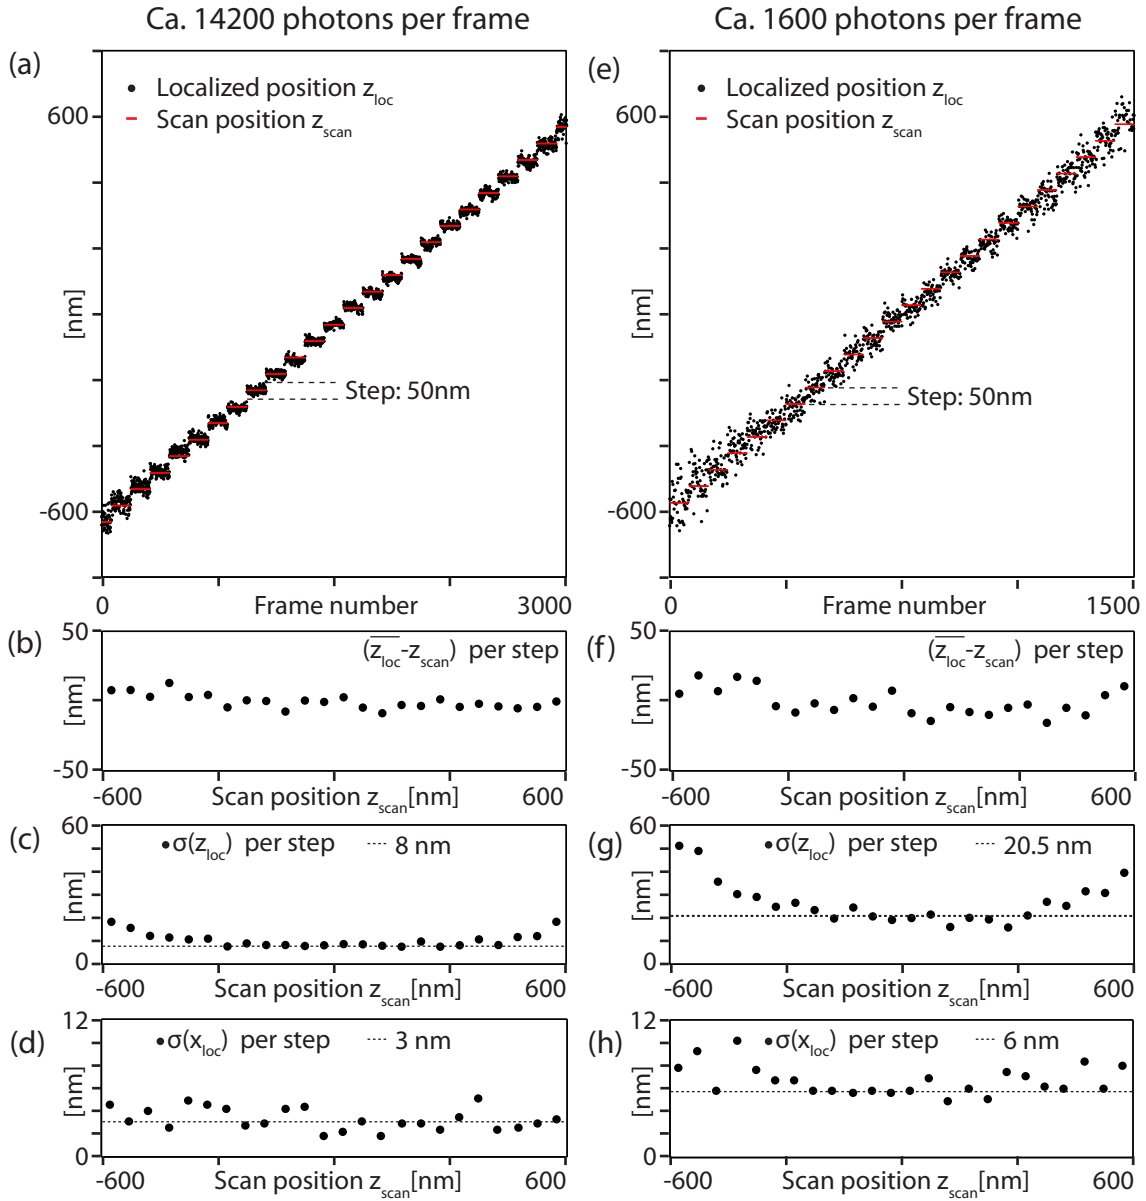 Ca. 14200 photons per frame
(a)
Localized position z_loc
Scan position z_scan
600
[nm]
Step: 50nm
-600
0
Frame number
3000
(b)
50
(z̅_loc-z_scan) per step
[nm]
-50
-600
Scan position z_scan[nm]
600
(c)
60
σ(z_loc) per step
8 nm
[nm]
0
-600
Scan position z_scan[nm]
600
(d)
12
σ(x_loc) per step
3 nm
[nm]
0
-600
Scan position z_scan[nm]
600
Ca. 1600 photons per frame
(e)
Localized position z_loc
Scan position z_scan
600
[nm]
Step: 50nm
-600
0
Frame number
1500
(f)
50
(z̅_loc-z_scan) per step
[nm]
-50
-600
Scan position z_scan[nm]
600
(g)
60
σ(z_loc) per step
20.5 nm
[nm]
0
-600
Scan position z_scan[nm]
600
(h)
12
σ(x_loc) per step
6 nm
[nm]
0
-600
Scan position z_scan[nm]
600